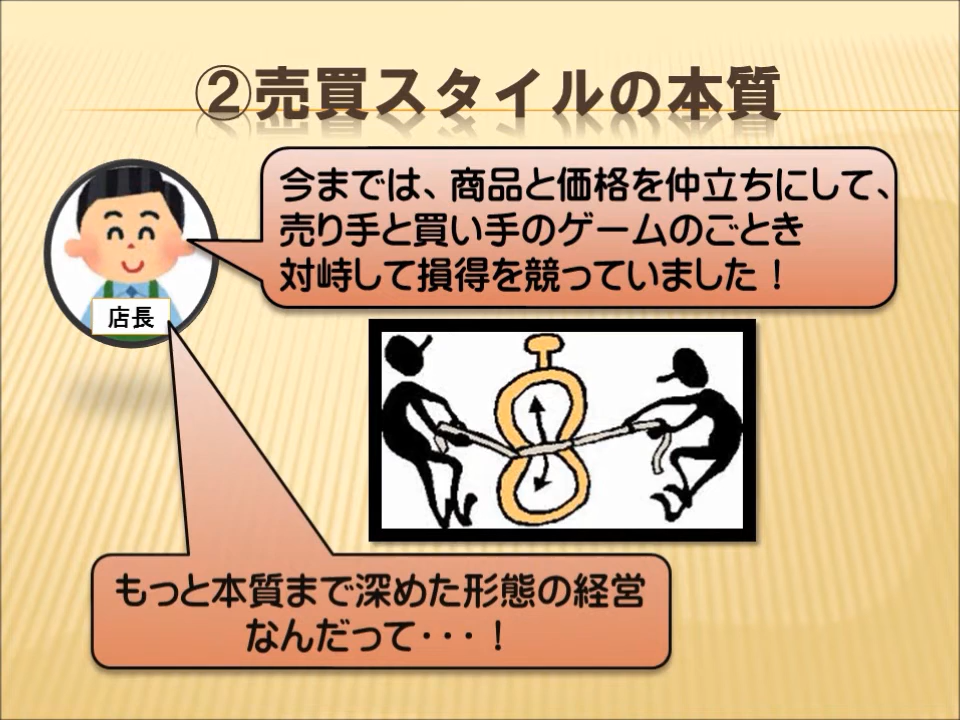 ②売買スタイルの本質
今までは、商品と価格を仲立ちにして、
売り手と買い手のゲームのごとき
対峙して損得を競っていました！
店長
もっと本質まで深めた形態の経営
なんだって・・・！